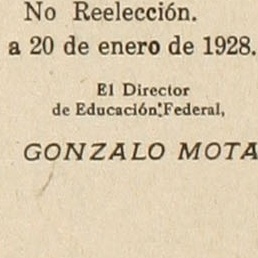 No Reelección.
a 20 de enero de 1928.
El Director
de Educación Federal,
GONZALO MOTA